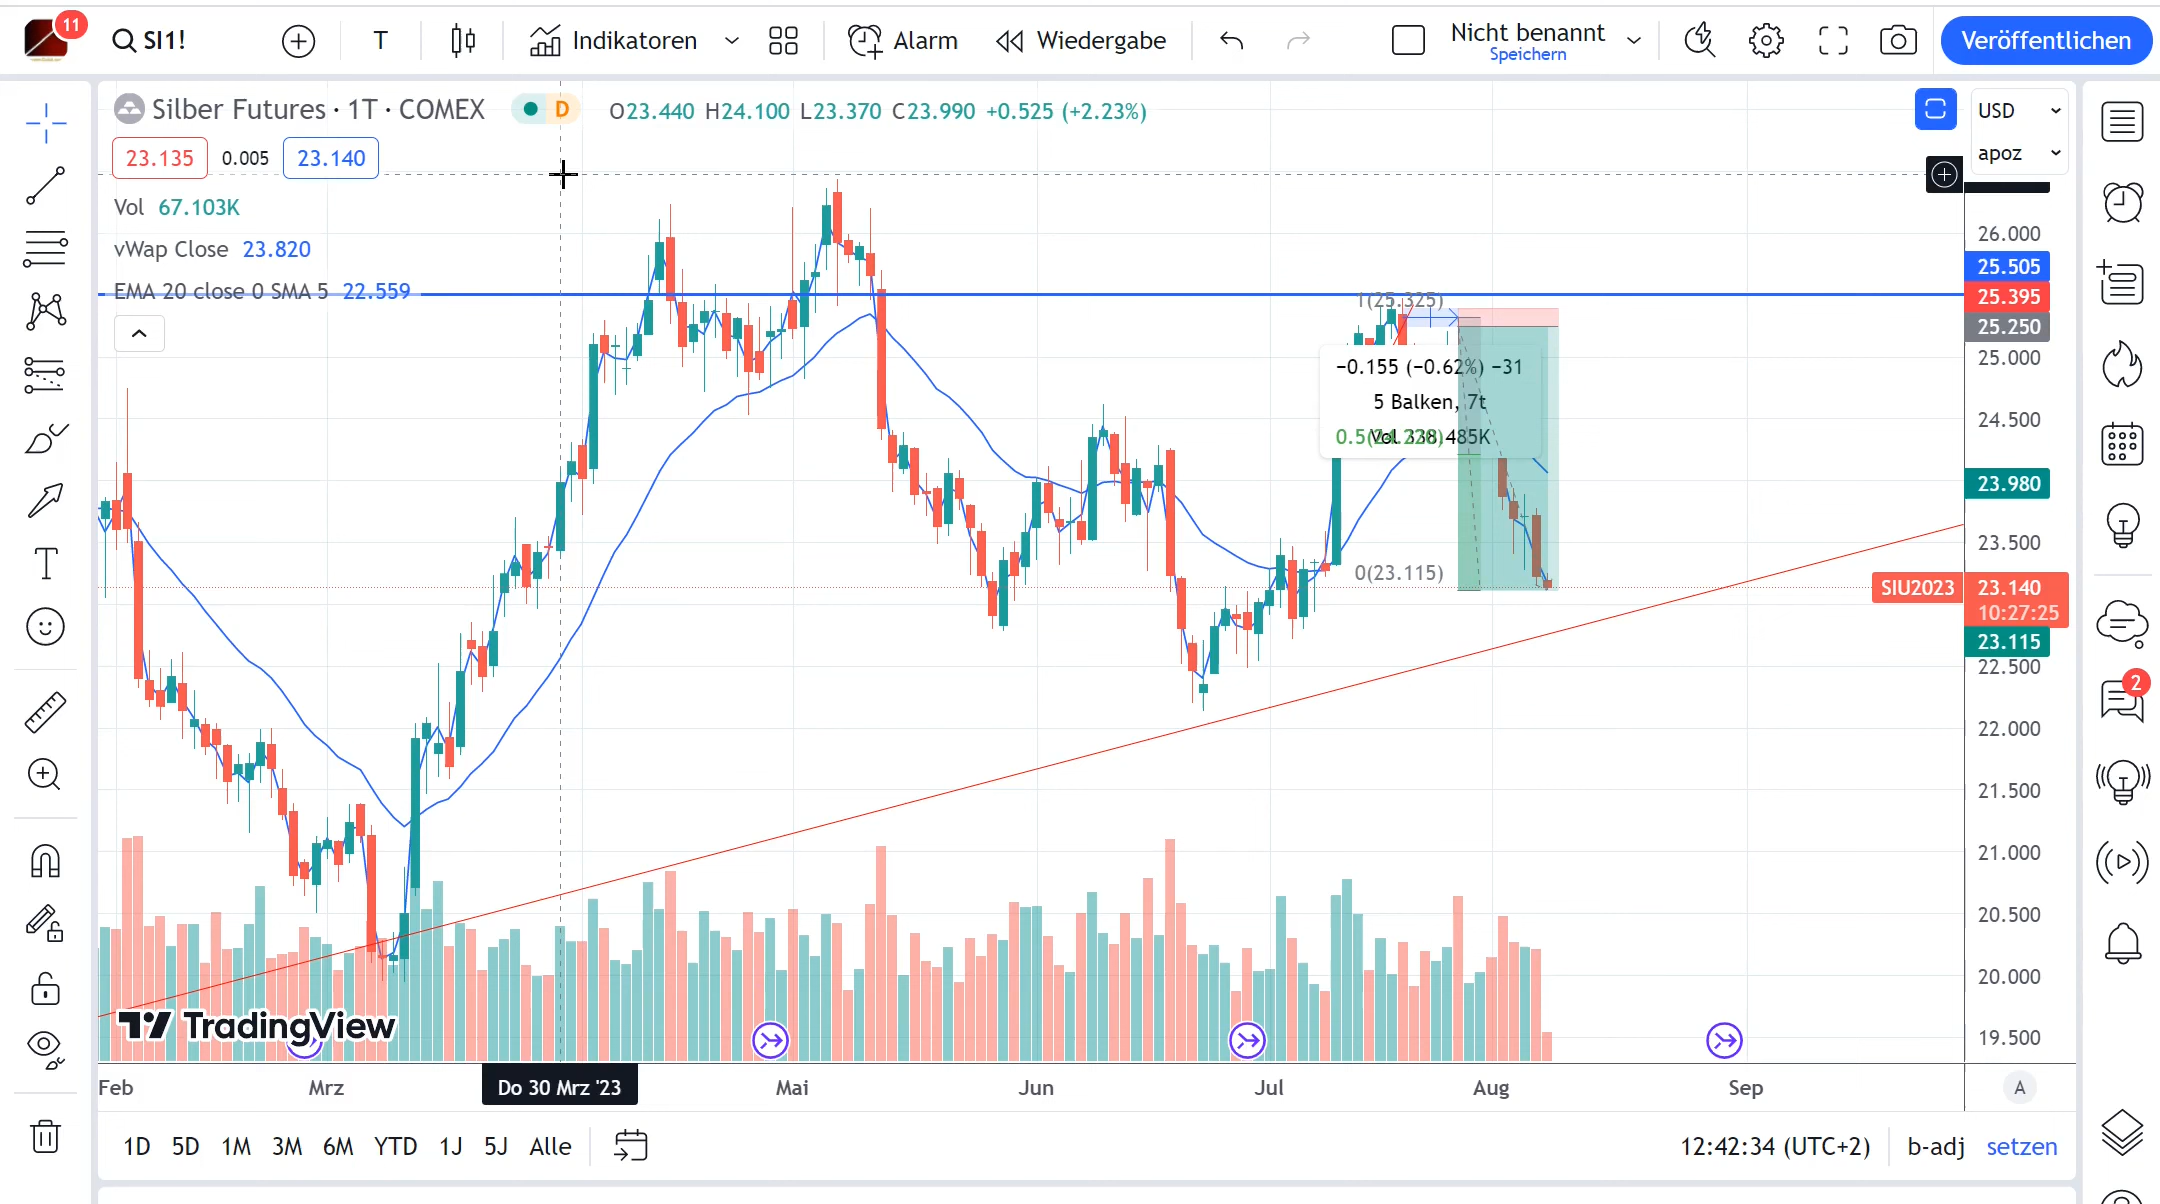 11
SI1!
T
Indikatoren
Alarm
Wiedergabe
Nicht benannt
Speichern
Veröffentlichen
Silber Futures · 1T · COMEX
D
O23.440 H24.100 L23.370 C23.990 +0.525 (+2.23%)
23.135
0.005
23.140
Vol 67.103K
vWap Close 23.820
EMA 20 close 0 SMA 5 22.559
USD
apoz
26.000
25.505
25.395
25.250
25.000
24.500
23.980
23.500
SIU2023
23.140
10:27:25
23.115
22.500
22.000
21.500
21.000
20.500
20.000
19.500
1(25.325)
−0.155 (−0.62%) −31
5 Balken, 7t
Vol 338.485K
0(23.115)
2
TradingView
Feb
Mrz
Do 30 Mrz '23
Mai
Jun
Jul
Aug
Sep
A
1D
5D
1M
3M
6M
YTD
1J
5J
Alle
12:42:34 (UTC+2)
b-adj
setzen